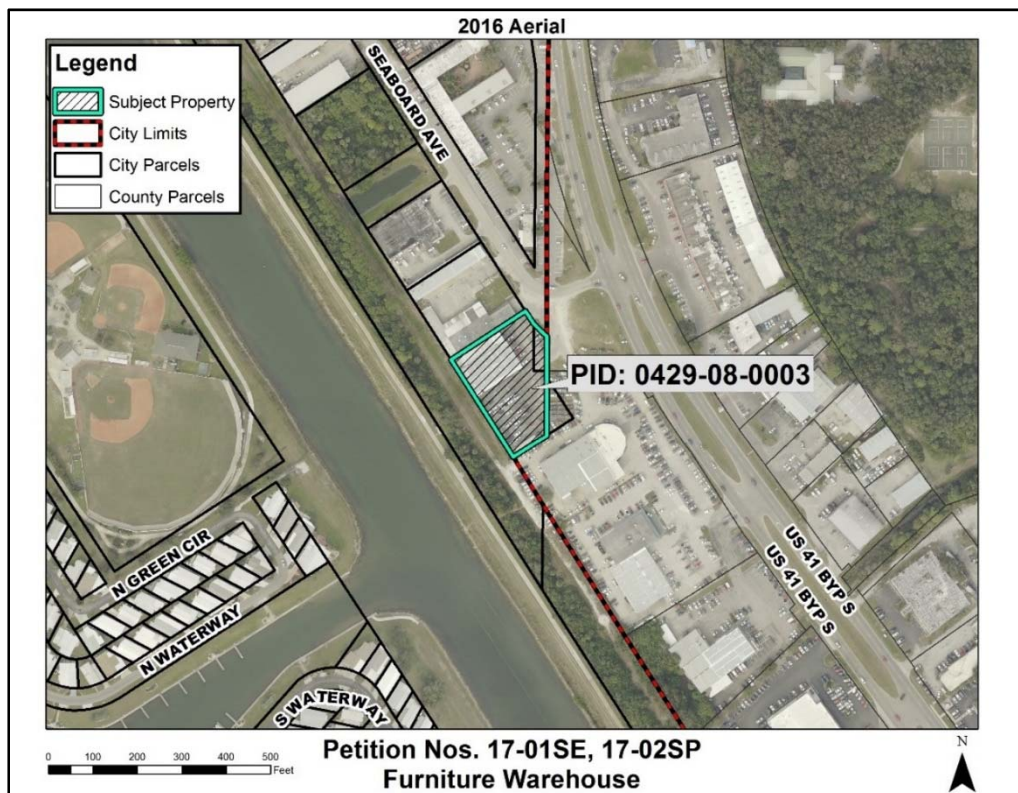 2016 Aerial
Legend
Subject Property
City Limits
City Parcels
County Parcels
SEABOARD AVE
PID: 0429-08-0003
US 41 BYP S
US 41 BYP S
N GREEN CIR
N WATERWAY
S WATERWAY
0 100 200 300 400 500
Feet
Petition Nos. 17-01SE, 17-02SP
Furniture Warehouse
N